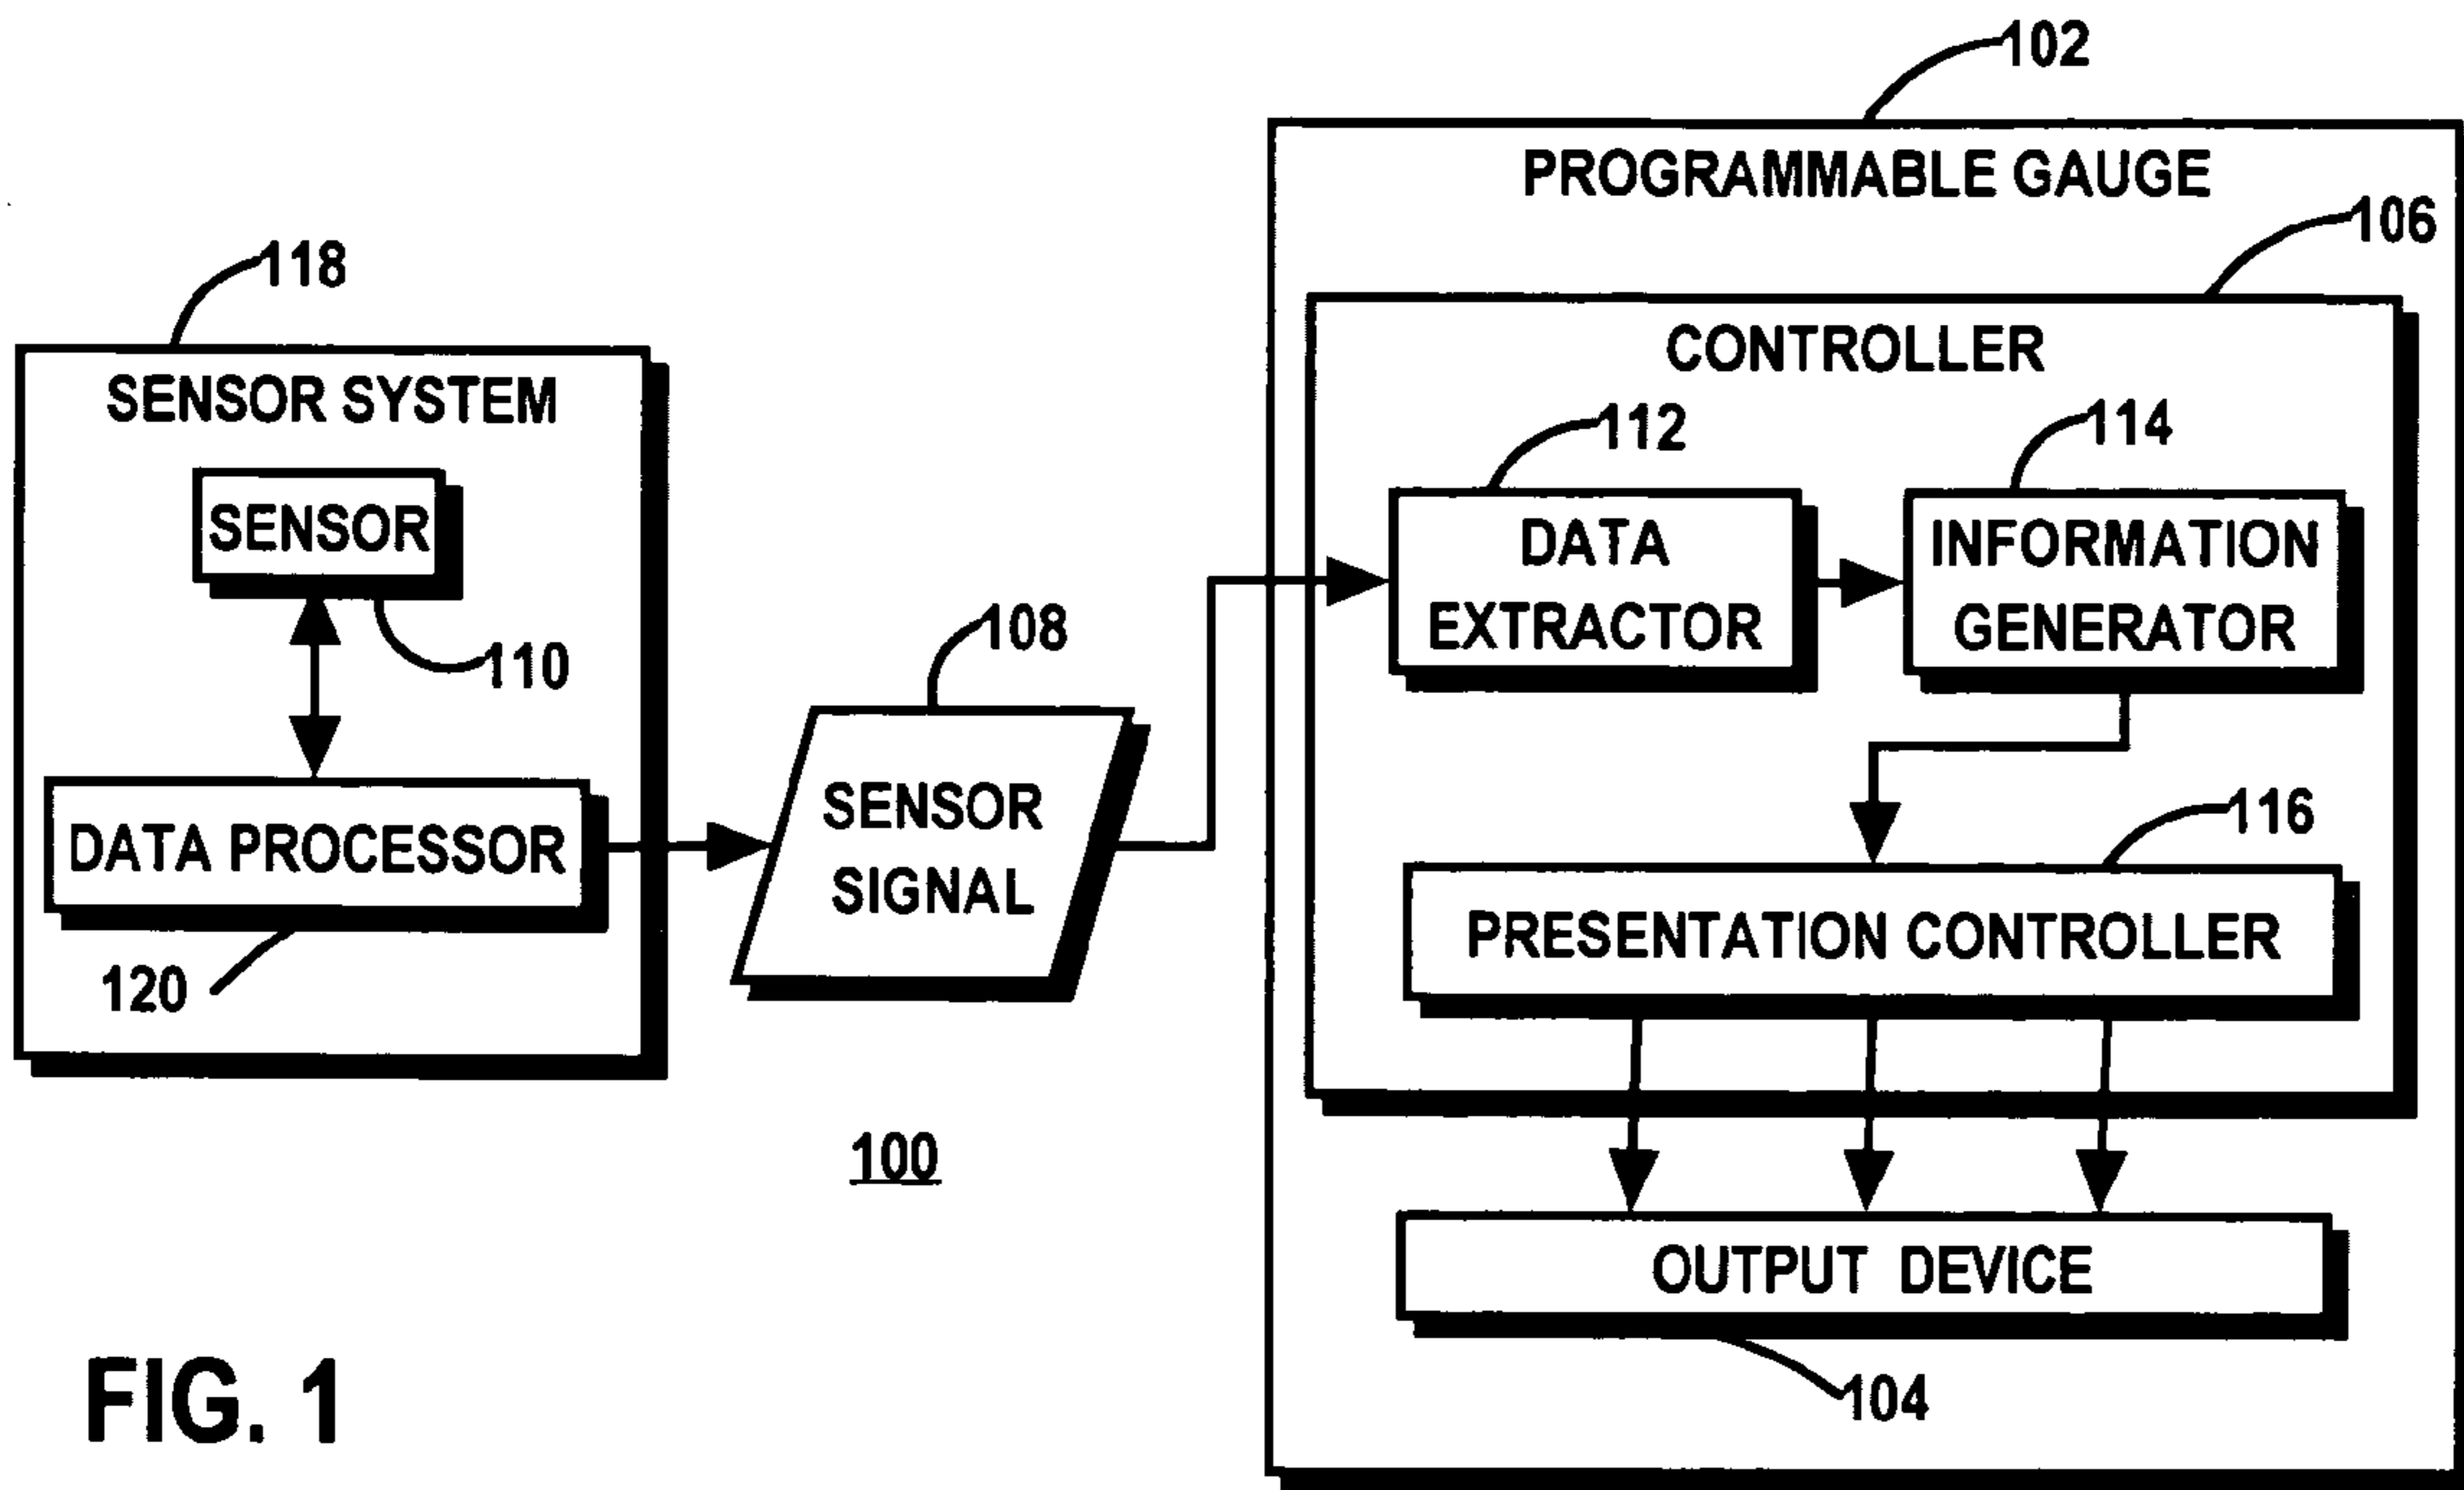 102
PROGRAMMABLE GAUGE
106
118
CONTROLLER
SENSOR SYSTEM
112
114
SENSOR
DATA
EXTRACTOR
INFORMATION
GENERATOR
110
108
SENSOR
SIGNAL
116
DATA PROCESSOR
PRESENTATION CONTROLLER
120
100
OUTPUT DEVICE
104
FIG. 1